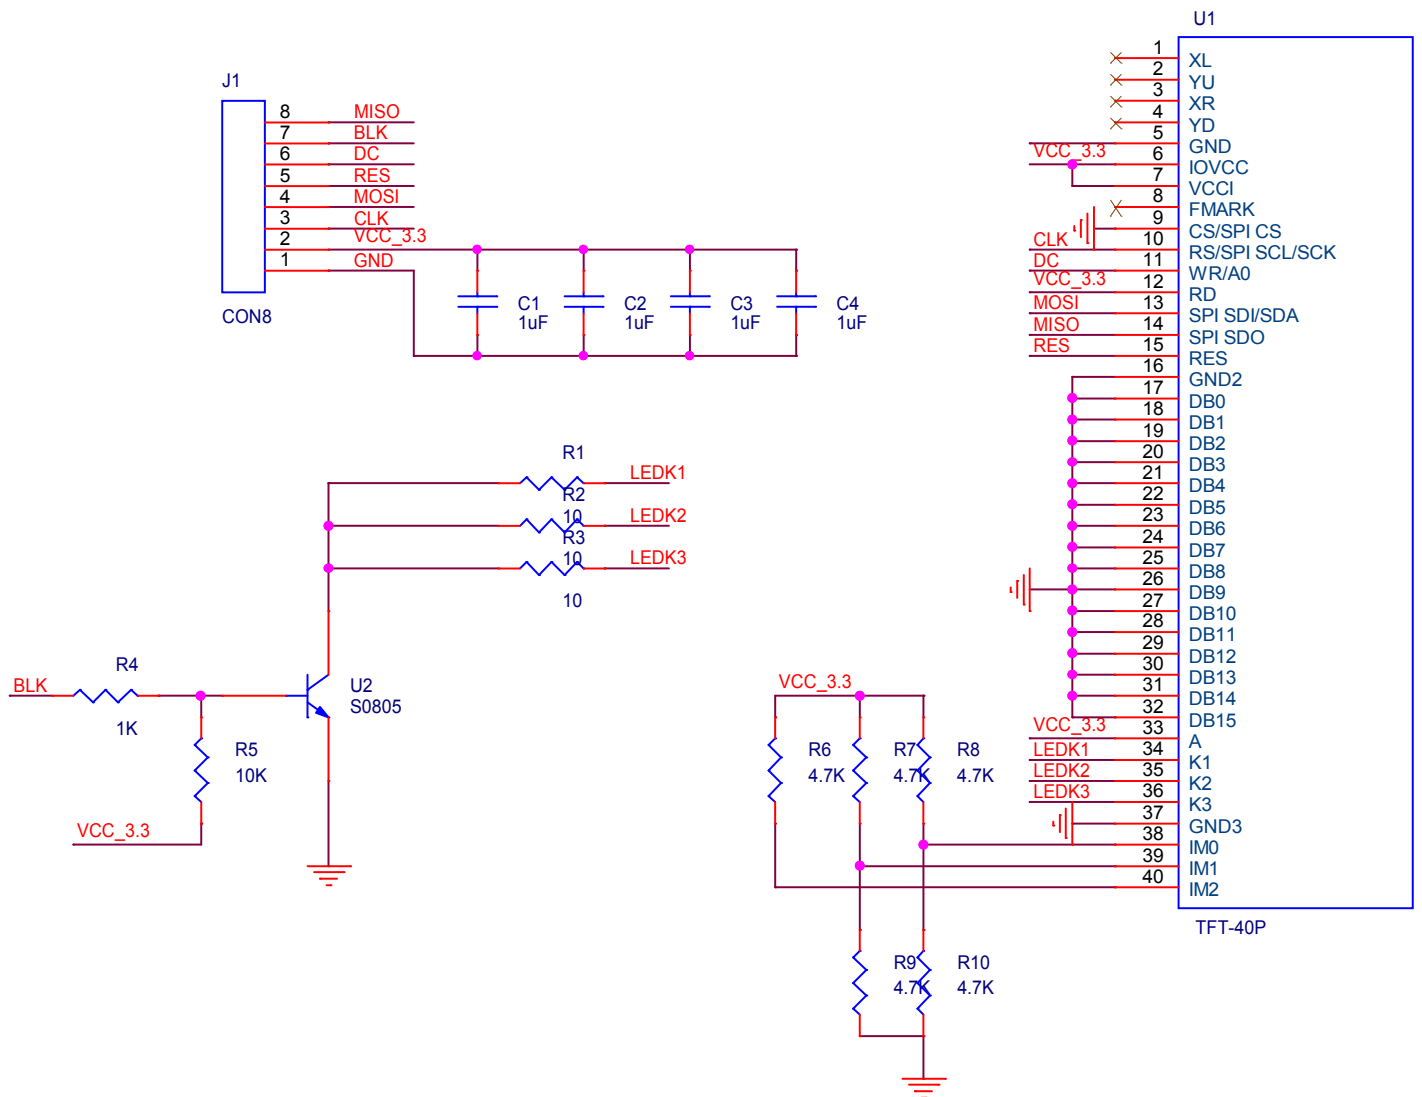 J1
8 MISO
7 BLK
6 DC
5 RES
4 MOSI
3 CLK
2 VCC_3.3
1 GND
CON8
C1
1uF
C2
1uF
C3
1uF
C4
1uF
R1
LEDK1
R2
10
LEDK2
R3
10
LEDK3
10
BLK
R4
1K
U2
S0805
R5
10K
VCC_3.3
VCC_3.3
R6
4.7K
R7
4.7K
R8
4.7K
R9
4.7K
R10
4.7K
U1
1 XL
2 YU
3 XR
4 YD
5 GND
VCC_3.3 6 IOVCC
7 VCCI
8 FMARK
9 CS/SPI CS
CLK 10 RS/SPI SCL/SCK
DC 11 WR/A0
VCC_3.3 12 RD
MOSI 13 SPI SDI/SDA
MISO 14 SPI SDO
RES 15 RES
16 GND2
17 DB0
18 DB1
19 DB2
20 DB3
21 DB4
22 DB5
23 DB6
24 DB7
25 DB8
26 DB9
27 DB10
28 DB11
29 DB12
30 DB13
31 DB14
32 DB15
VCC_3.3 33 A
LEDK1 34 K1
LEDK2 35 K2
LEDK3 36 K3
37 GND3
38 IM0
39 IM1
40 IM2
TFT-40P